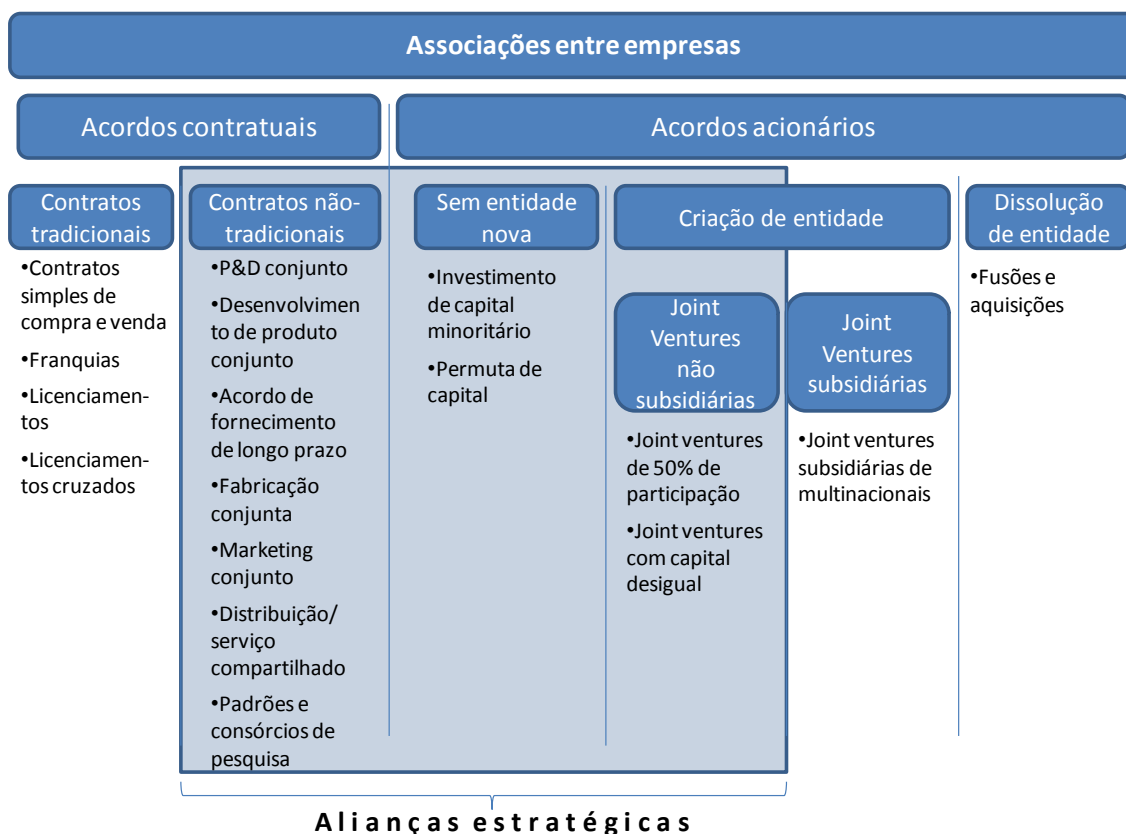 Associações entre empresas
Acordos contratuais
Acordos acionários
Contratos
tradicionais
•Contratos
simples de
compra e venda
•Franquias
•Licenciamen-
tos
•Licenciamen-
tos cruzados
Contratos não-
tradicionais
•P&D conjunto
•Desenvolvimen
to de produto
conjunto
•Acordo de
fornecimento
de longo prazo
•Fabricação
conjunta
•Marketing
conjunto
•Distribuição/
serviço
compartilhado
•Padrões e
consórcios de
pesquisa
Sem entidade
nova
•Investimento
de capital
minoritário
•Permuta de
capital
Criação de entidade
Joint
Ventures
não
subsidiárias
•Joint ventures
de 50% de
participação
•Joint ventures
com capital
desigual
Joint
Ventures
subsidiárias
•Joint ventures
subsidiárias de
multinacionais
Dissolução
de entidade
•Fusões e
aquisições
Alianças estratégicas